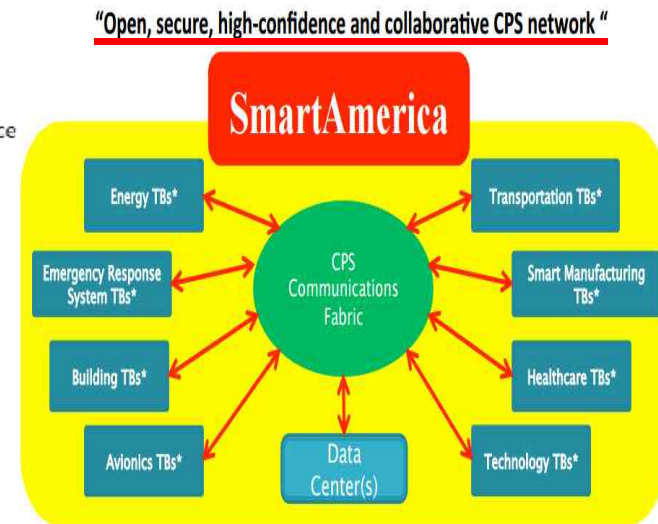 “Open, secure, high-confidence and collaborative CPS network “
SmartAmerica
ce
Energy TBs*
Transportation TBs*
Emergency Response
System TBs*
CPS
Communications
Fabric
Smart Manufacturing
TBs*
Building TBs*
Healthcare TBs*
Avionics TBs*
Data
Center(s)
Technology TBs*